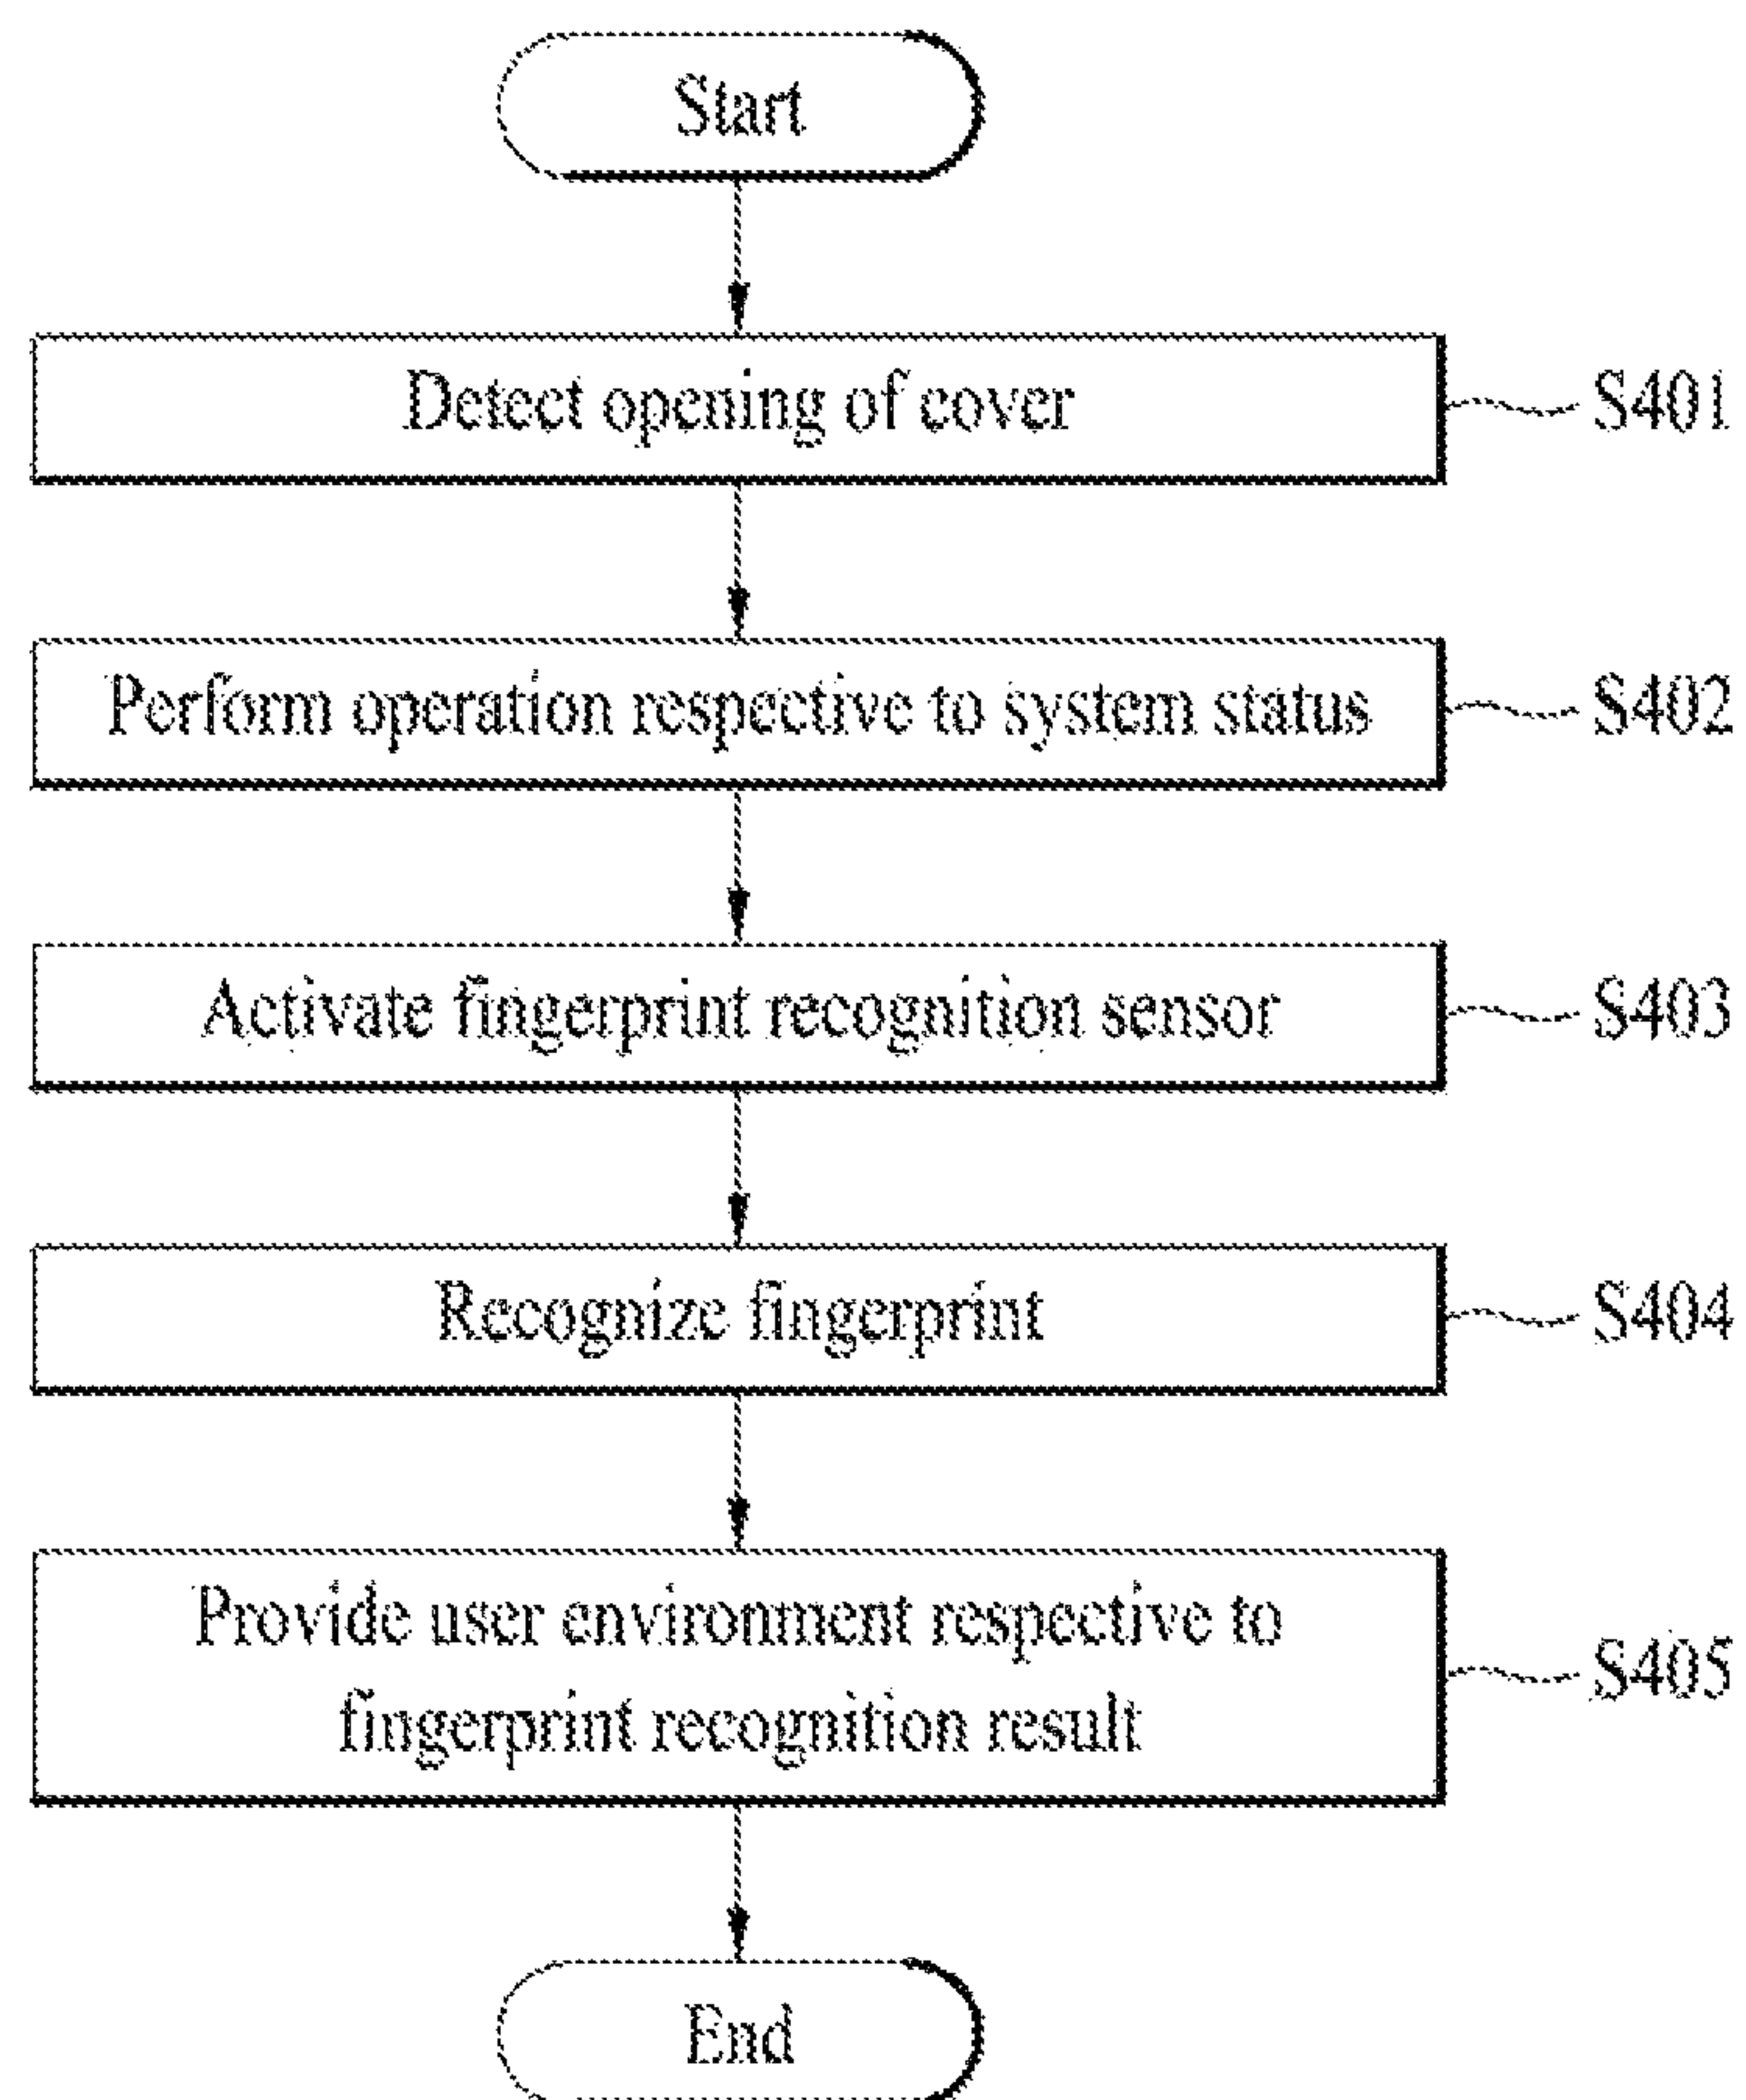 Start
Detect opening of cover
S401
Perform operation respective to system status
S402
Activate fingerprint recognition sensor
S403
Recognize fingerprint
S404
Provide user environment respective to
fingerprint recognition result
S405
End